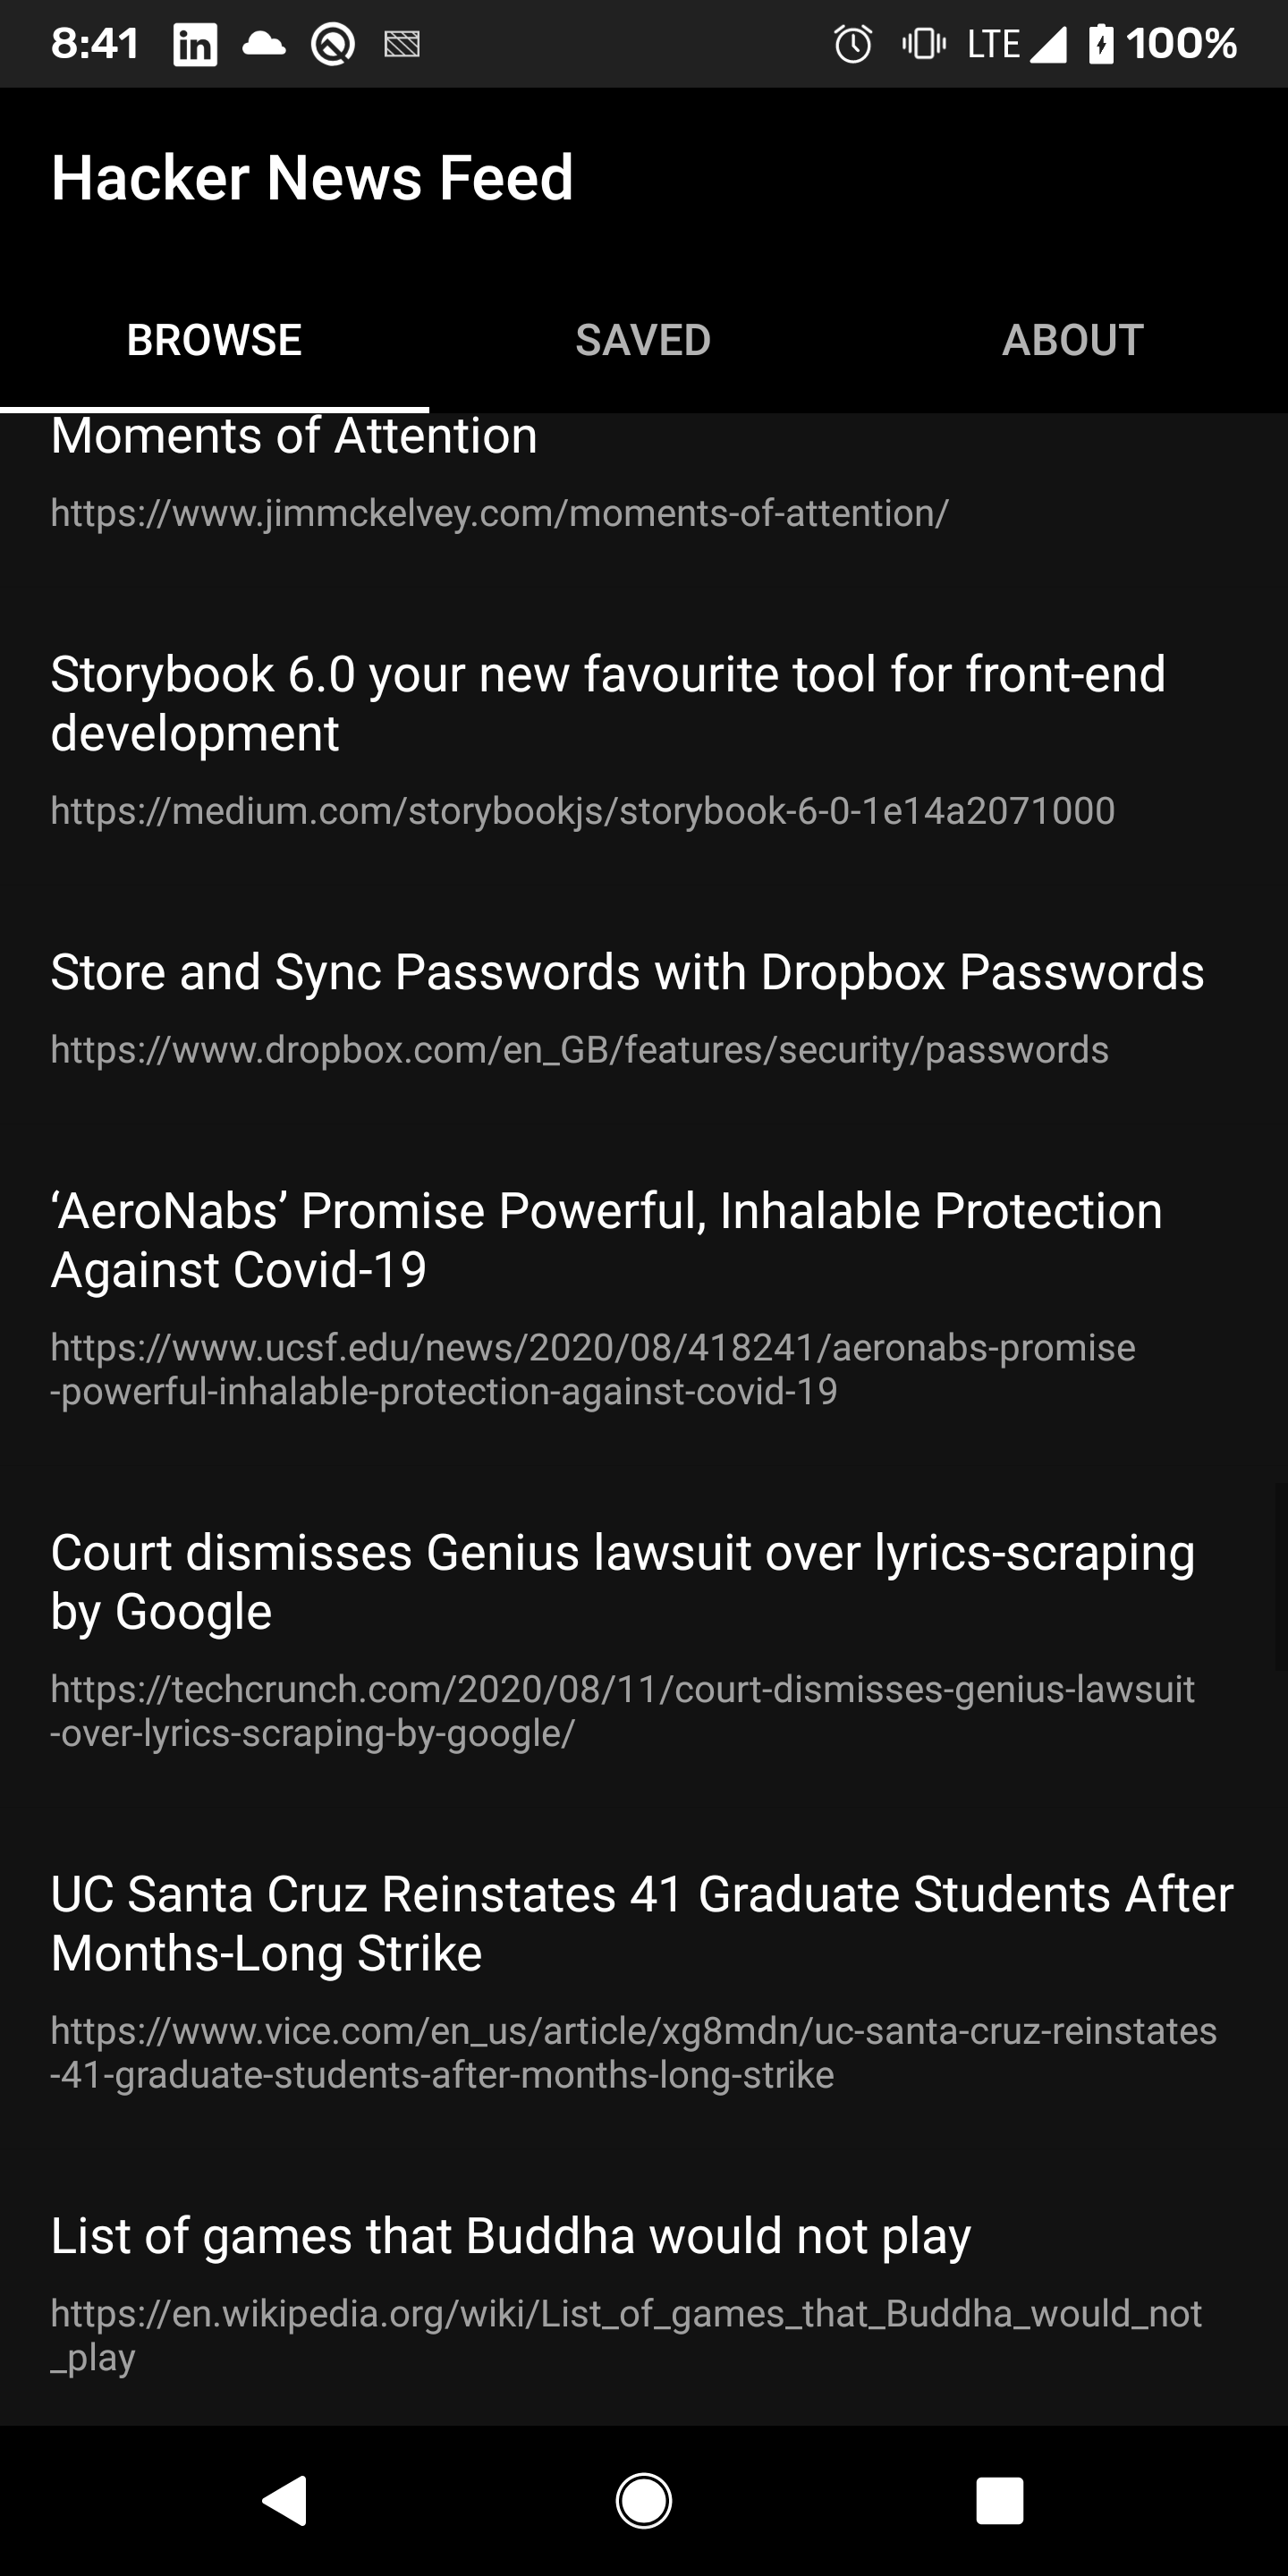 8:41 in LTE 100%
Hacker News Feed
BROWSE SAVED ABOUT
Moments of Attention
https://www.jimmckelvey.com/moments-of-attention/
Storybook 6.0 your new favourite tool for front-end
development
https://medium.com/storybookjs/storybook-6-0-1e14a2071000
Store and Sync Passwords with Dropbox Passwords
https://www.dropbox.com/en_GB/features/security/passwords
‘AeroNabs’ Promise Powerful, Inhalable Protection
Against Covid-19
https://www.ucsf.edu/news/2020/08/418241/aeronabs-promise
-powerful-inhalable-protection-against-covid-19
Court dismisses Genius lawsuit over lyrics-scraping
by Google
https://techcrunch.com/2020/08/11/court-dismisses-genius-lawsuit
-over-lyrics-scraping-by-google/
UC Santa Cruz Reinstates 41 Graduate Students After
Months-Long Strike
https://www.vice.com/en_us/article/xg8mdn/uc-santa-cruz-reinstates
-41-graduate-students-after-months-long-strike
List of games that Buddha would not play
https://en.wikipedia.org/wiki/List_of_games_that_Buddha_would_not
_play